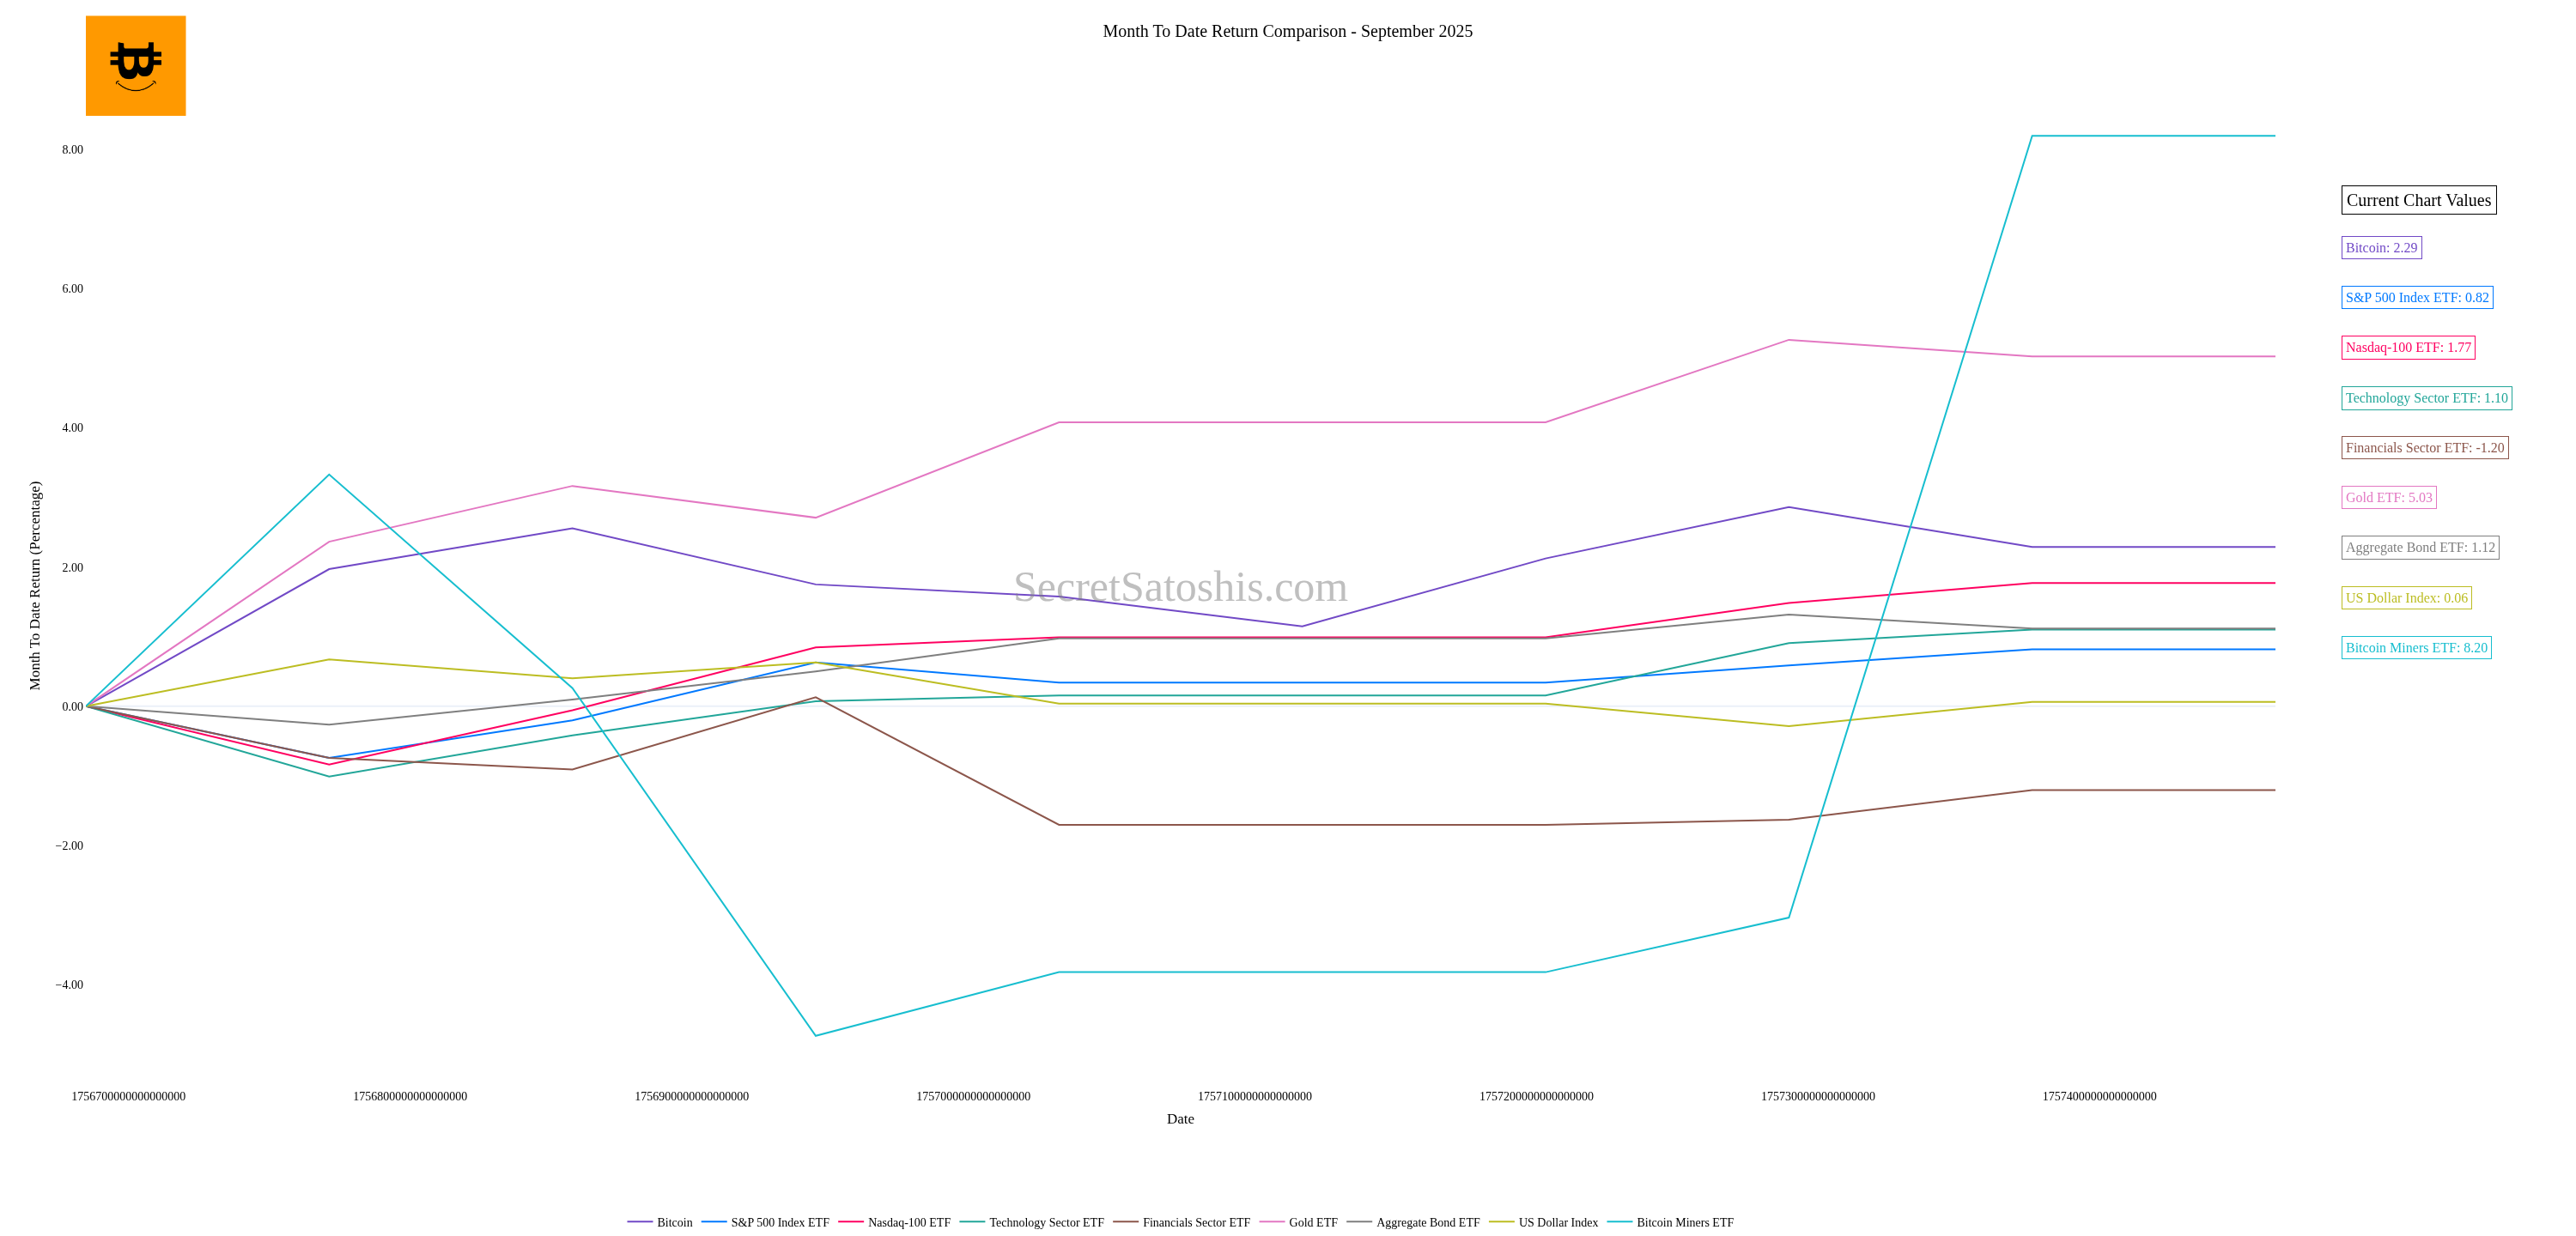 Month To Date Return Comparison - September 2025
8.00
6.00
4.00
2.00
0.00
−2.00
−4.00
Month To Date Return (Percentage)
SecretSatoshis.com
1756700000000000000 1756800000000000000 1756900000000000000 1757000000000000000 1757100000000000000 1757200000000000000 1757300000000000000 1757400000000000000
Date
Current Chart Values
Bitcoin: 2.29
S&P 500 Index ETF: 0.82
Nasdaq-100 ETF: 1.77
Technology Sector ETF: 1.10
Financials Sector ETF: -1.20
Gold ETF: 5.03
Aggregate Bond ETF: 1.12
US Dollar Index: 0.06
Bitcoin Miners ETF: 8.20
Bitcoin S&P 500 Index ETF Nasdaq-100 ETF Technology Sector ETF Financials Sector ETF Gold ETF Aggregate Bond ETF US Dollar Index Bitcoin Miners ETF